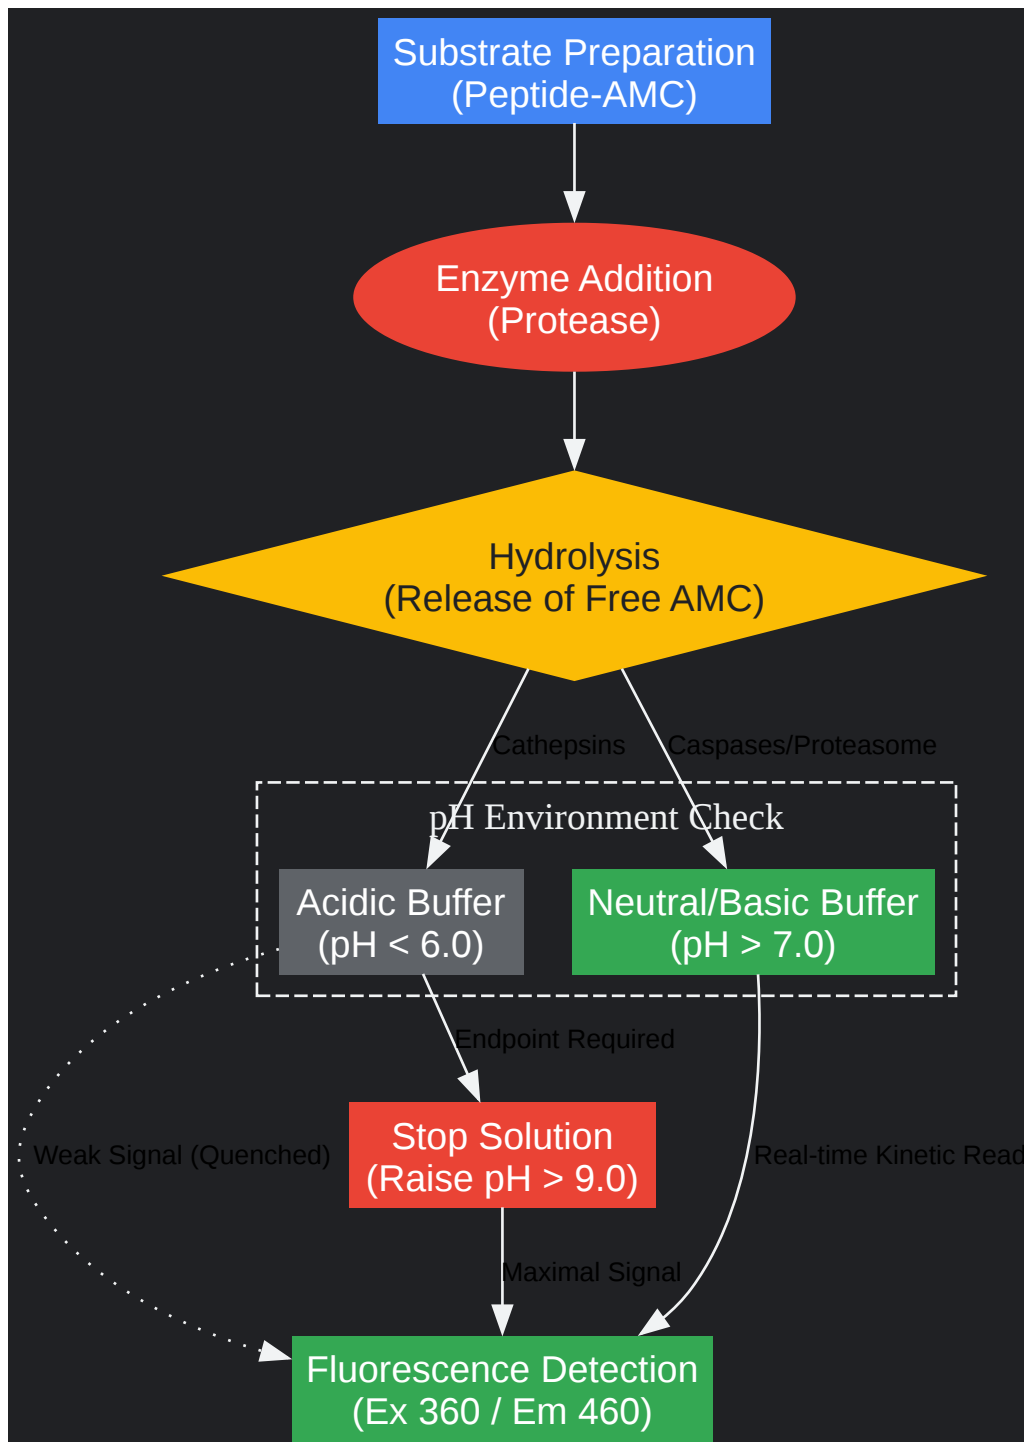 Substrate Preparation
(Peptide-AMC)
Enzyme Addition
(Protease)
Hydrolysis
(Release of Free AMC)
Cathepsins
Caspases/Proteasome
pH Environment Check
Acidic Buffer
(pH < 6.0)
Neutral/Basic Buffer
(pH > 7.0)
Endpoint Required
Stop Solution
(Raise pH > 9.0)
Weak Signal (Quenched)
Real-time Kinetic Read
Maximal Signal
Fluorescence Detection
(Ex 360 / Em 460)